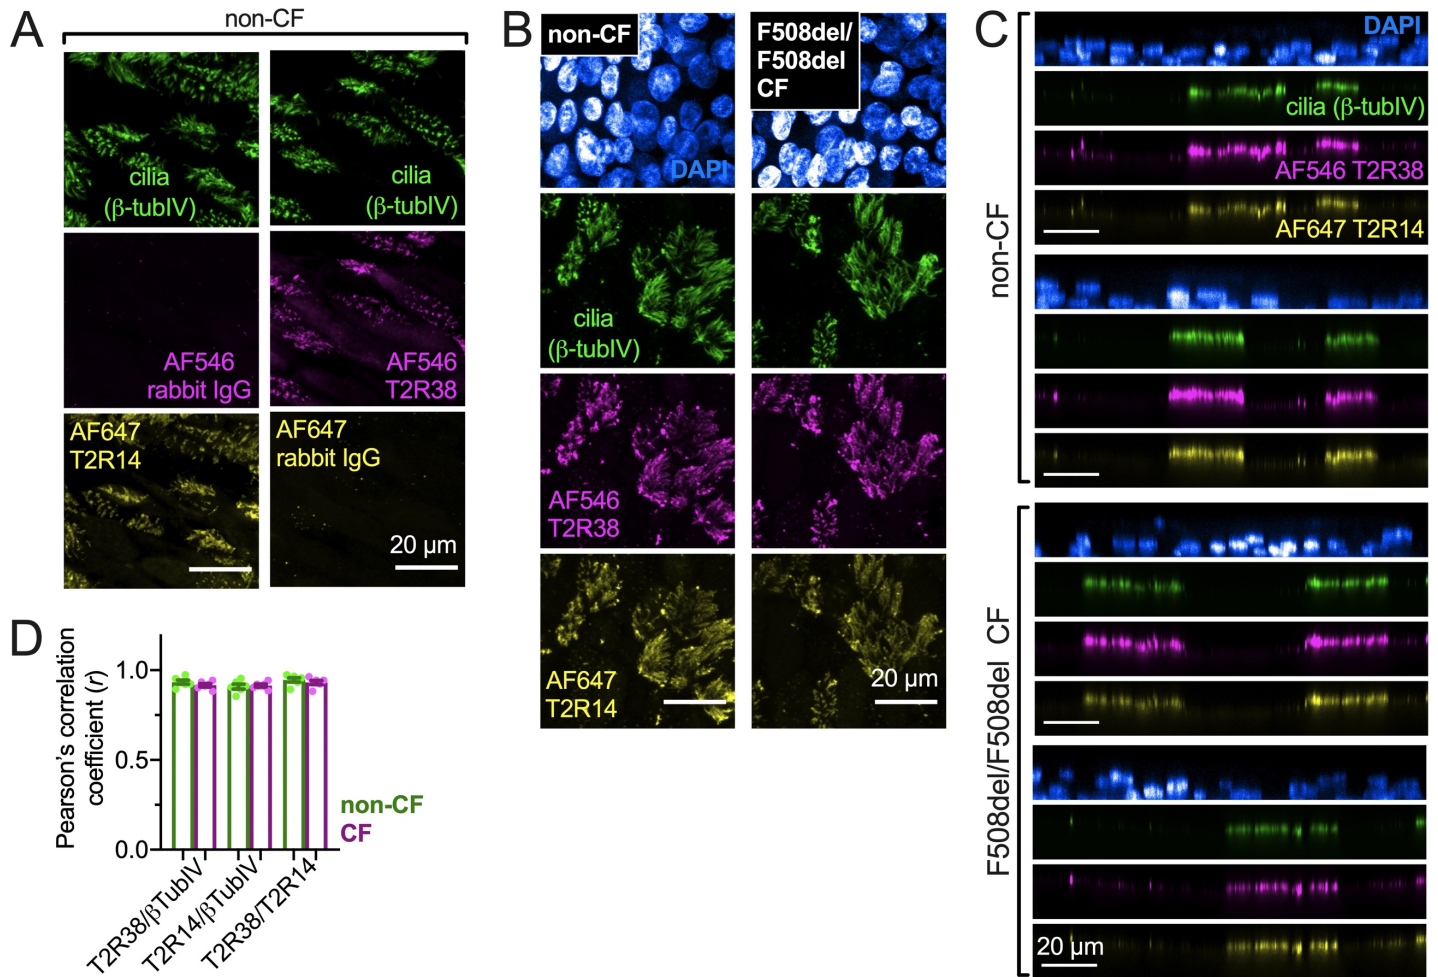 A
non-CF
cilia
(β-tubIV)
cilia
(β-tubIV)
AF546
rabbit IgG
AF546
T2R38
AF647
T2R14
AF647
rabbit IgG
20 μm
B
non-CF
DAPI
F508del/
F508del
CF
cilia
(β-tubIV)
AF546
T2R38
AF647
T2R14
20 μm
C
non-CF
DAPI
cilia (β-tubIV)
AF546 T2R38
AF647 T2R14
F508del/F508del CF
20 μm
D
Pearson's correlation
coefficient (r)
1.0
0.5
0.0
non-CF
CF
T2R38/βTubIV
T2R14/βTubIV
T2R38/T2R14